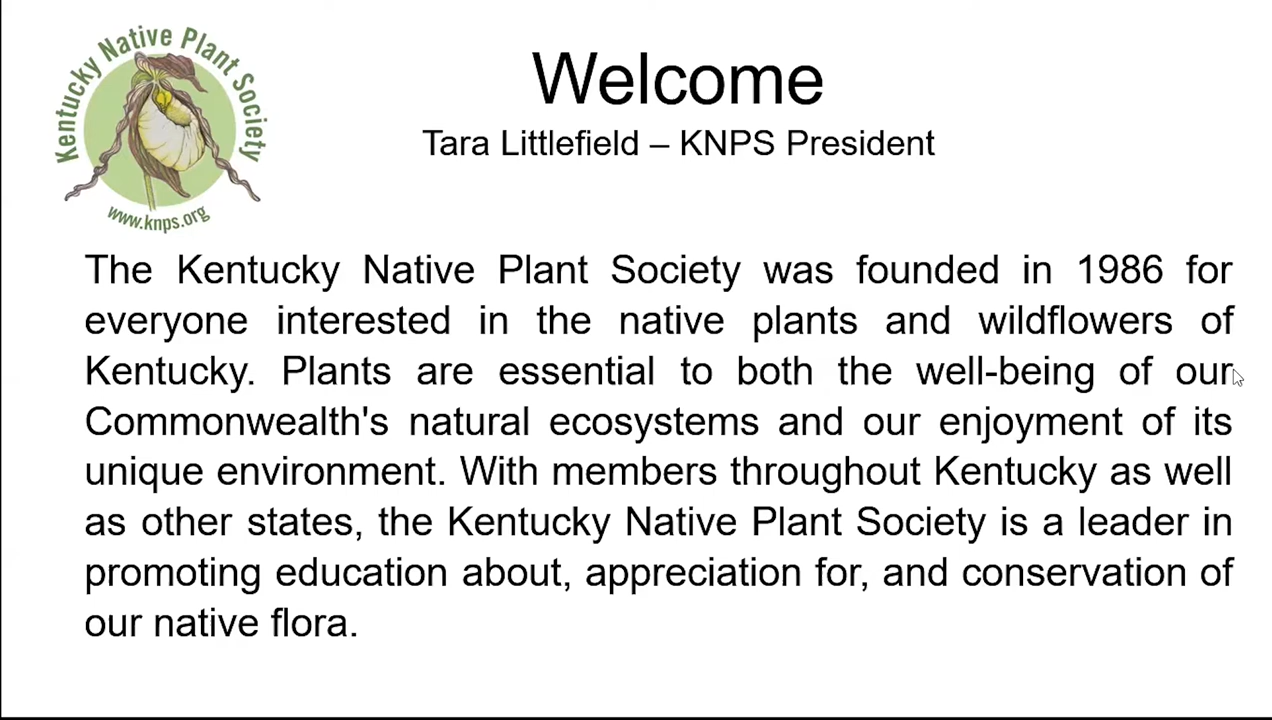 Kentucky Native Plant Society
www.knps.org
Welcome
Tara Littlefield – KNPS President
The Kentucky Native Plant Society was founded in 1986 for
everyone interested in the native plants and wildflowers of
Kentucky. Plants are essential to both the well-being of our
Commonwealth's natural ecosystems and our enjoyment of its
unique environment. With members throughout Kentucky as well
as other states, the Kentucky Native Plant Society is a leader in
promoting education about, appreciation for, and conservation of
our native flora.